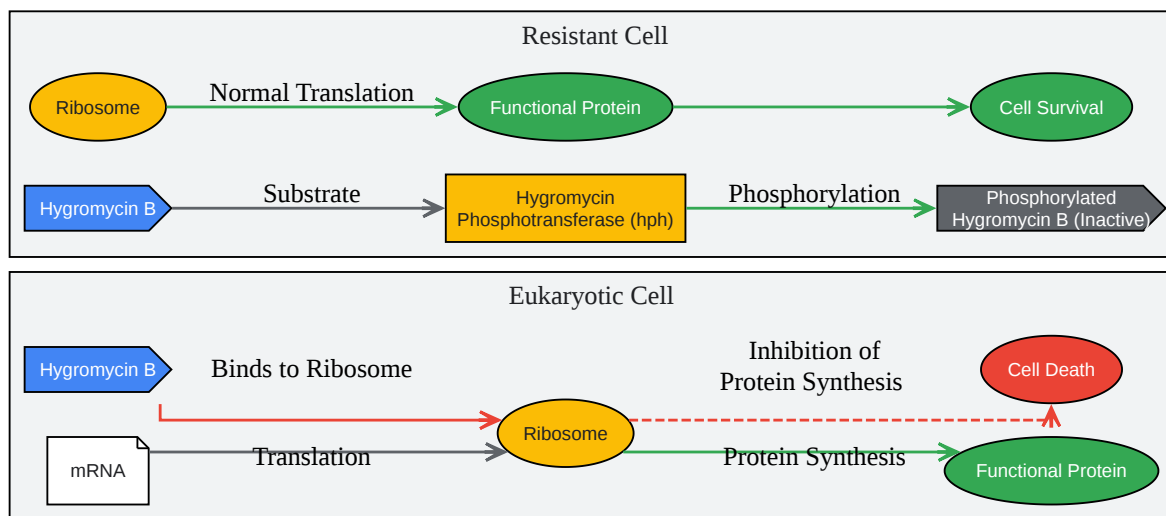 Resistant Cell
Ribosome
Normal Translation
Functional Protein
Cell Survival
Hygromycin B
Substrate
Hygromycin
Phosphotransferase (hph)
Phosphorylation
Phosphorylated
Hygromycin B (Inactive)
Eukaryotic Cell
Hygromycin B
Binds to Ribosome
Inhibition of
Protein Synthesis
Cell Death
Ribosome
mRNA
Translation
Protein Synthesis
Functional Protein